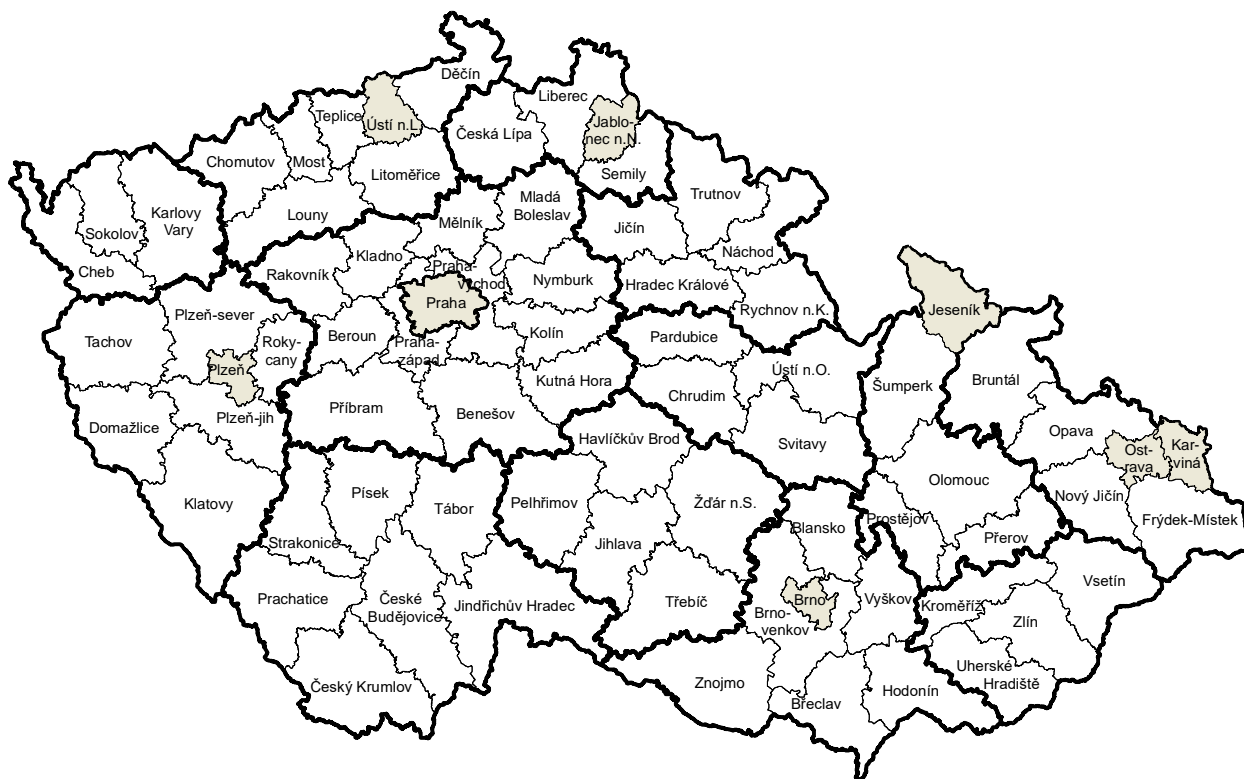 Děčín
Liberec
Teplice
Ústí n.L.
Česká Lípa
Jablo-
nec n.N.
Chomutov
Most
Litoměřice
Semily
Trutnov
Karlovy
Vary
Sokolov
Cheb
Louny
Mladá
Boleslav
Mělník
Jičín
Náchod
Kladno
Rakovník
Praha-
východ
Nymburk
Hradec Králové
Rychnov n.K.
Praha
Jeseník
Plzeň-sever
Tachov
Roky-
cany
Beroun
Praha-
západ
Kolín
Pardubice
Ústí n.O.
Šumperk
Bruntál
Plzeň
Kutná Hora
Chrudim
Příbram
Benešov
Domažlice
Plzeň-jih
Havlíčkův Brod
Svitavy
Opava
Ost-
rava
Kar-
viná
Klatovy
Písek
Tábor
Pelhřimov
Žďár n.S.
Olomouc
Nový Jičín
Frýdek-Místek
Strakonice
Jihlava
Blansko
Prostějov
Přerov
Vsetín
Prachatice
České
Budějovice
Jindřichův Hradec
Třebíč
Brno
Brno-
venkov
Vyškov
Kroměříž
Zlín
Český Krumlov
Znojmo
Břeclav
Hodonín
Uherské
Hradiště